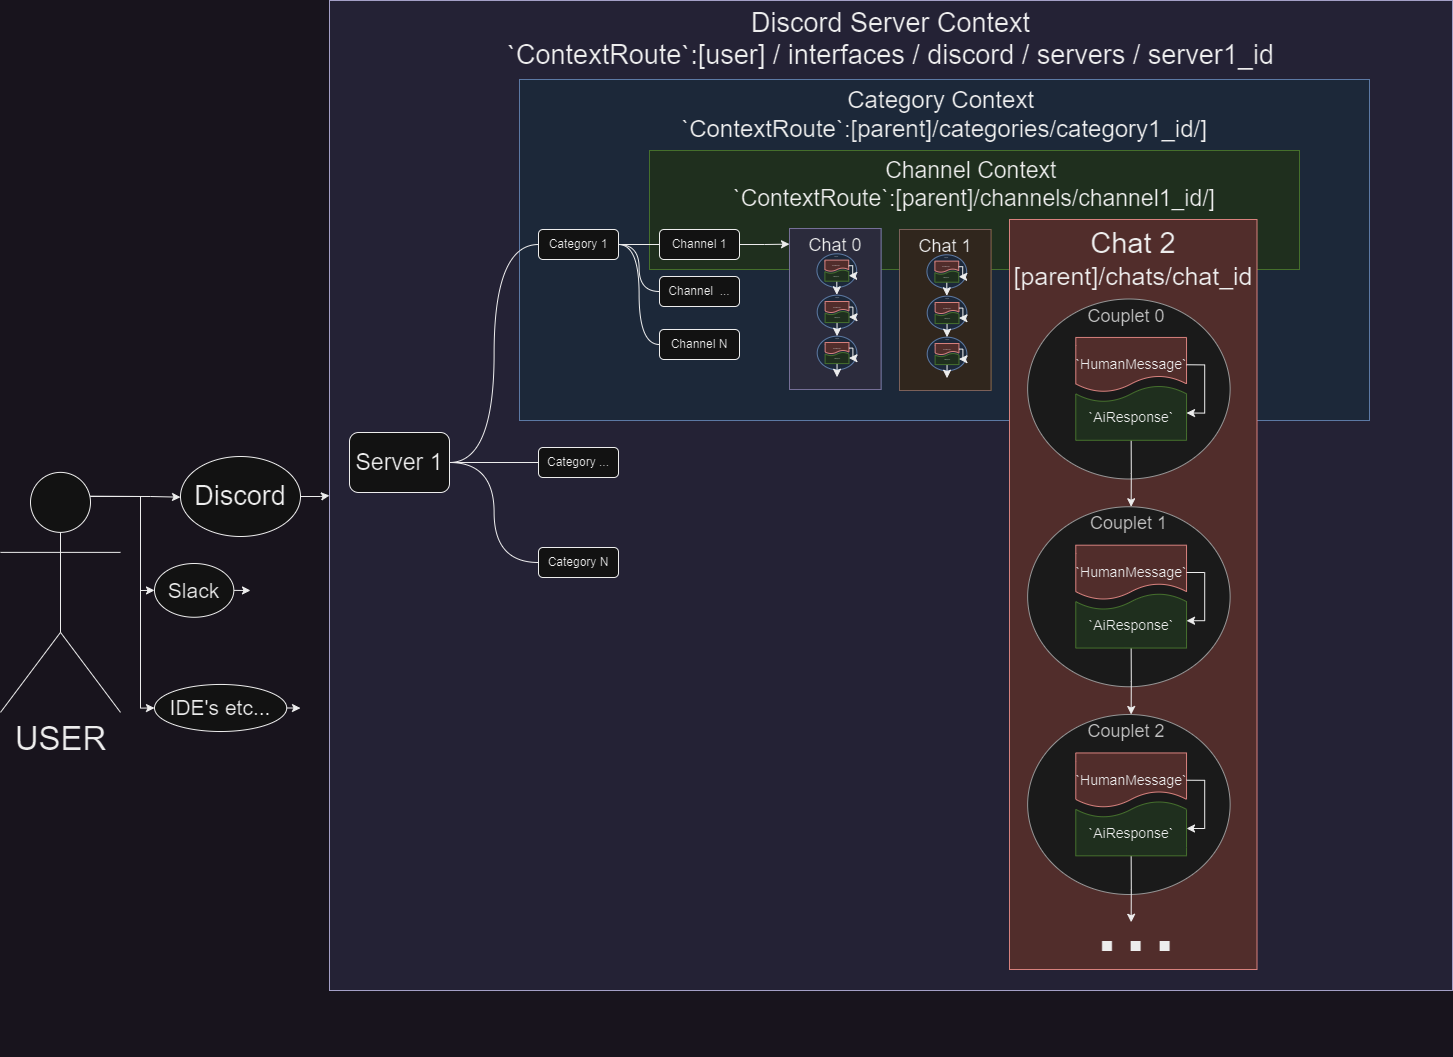 Discord Server Context
`ContextRoute`:[user] / interfaces / discord / servers / server1_id
Category Context
`ContextRoute`:[parent]/categories/category1_id/]
Channel Context
`ContextRoute`:[parent]/channels/channel1_id/]
Category 1
Channel 1
Channel ...
Channel N
Chat 0
Chat 1
Chat 2
[parent]/chats/chat_id
Couplet 0
`HumanMessage`
`AiResponse`
Couplet 1
`HumanMessage`
`AiResponse`
Couplet 2
`HumanMessage`
`AiResponse`
Server 1
Category ...
Category N
Discord
Slack
IDE's etc...
USER